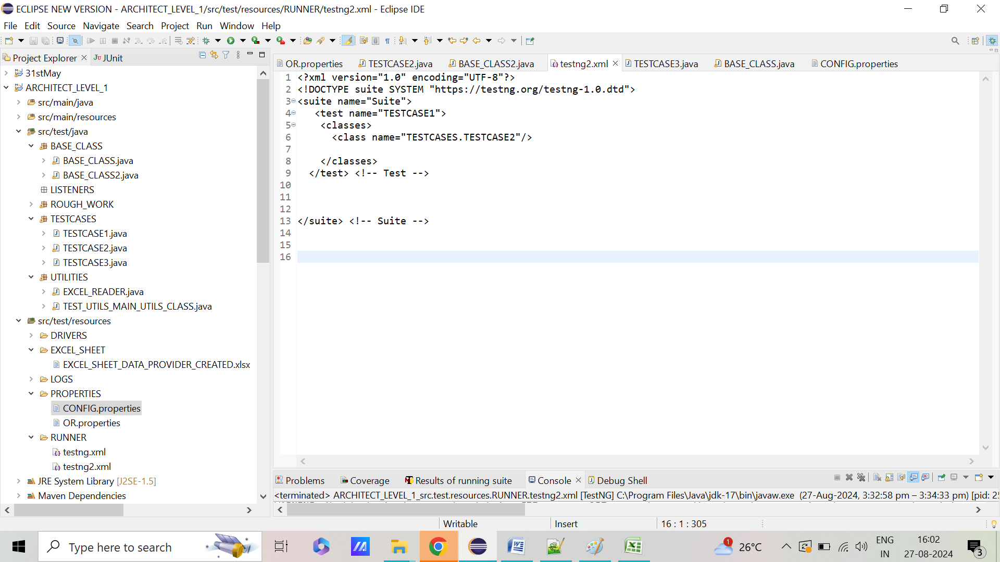 ECLIPSE NEW VERSION - ARCHITECT_LEVEL_1/src/test/resources/RUNNER/testng2.xml - Eclipse IDE
File Edit Source Navigate Search Project Run Window Help
Project Explorer
JUnit
31stMay
ARCHITECT_LEVEL_1
src/main/java
src/main/resources
src/test/java
BASE_CLASS
BASE_CLASS.java
BASE_CLASS2.java
LISTENERS
ROUGH_WORK
TESTCASES
TESTCASE1.java
TESTCASE2.java
TESTCASE3.java
UTILITIES
EXCEL_READER.java
TEST_UTILS_MAIN_UTILS_CLASS.java
src/test/resources
DRIVERS
EXCEL_SHEET
EXCEL_SHEET_DATA_PROVIDER_CREATED.xlsx
LOGS
PROPERTIES
CONFIG.properties
OR.properties
RUNNER
testng.xml
testng2.xml
JRE System Library [J2SE-1.5]
Maven Dependencies
OR.properties TESTCASE2.java BASE_CLASS2.java testng2.xml TESTCASE3.java BASE_CLASS.java CONFIG.properties
1 <?xml version="1.0" encoding="UTF-8"?>
2 <!DOCTYPE suite SYSTEM "https://testng.org/testng-1.0.dtd">
3 <suite name="Suite">
4 <test name="TESTCASE1">
5 <classes>
6 <class name="TESTCASES.TESTCASE2"/>
7
8 </classes>
9 </test> <!-- Test -->
10
11
12
13 </suite> <!-- Suite -->
14
15
16
Problems Coverage Results of running suite Console Debug Shell
<terminated> ARCHITECT_LEVEL_1_src.test.resources.RUNNER.testng2.xml [TestNG] C:\Program Files\Java\jdk-17\bin\javaw.exe (27-Aug-2024, 3:32:58 pm – 3:34:33 pm) [pid: 
Writable Insert 16 : 1 : 305
Type here to search
1
26°C
ENG
IN
16:02
27-08-2024
3